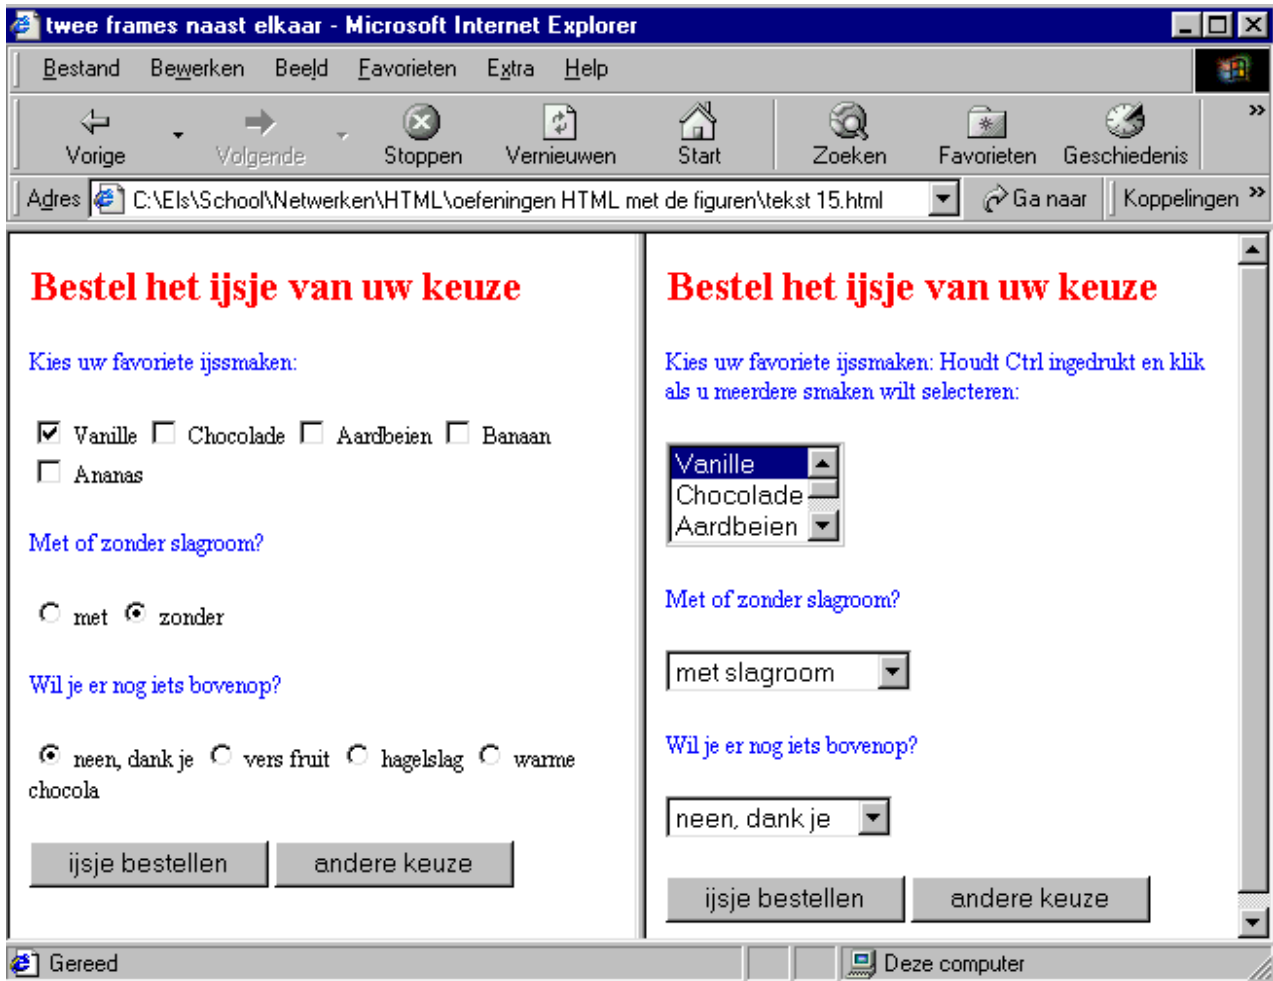 twee frames naast elkaar - Microsoft Internet Explorer
Bestand Bewerken Beeld Favorieten Extra Help
Vorige Volgende Stoppen Vernieuwen Start Zoeken Favorieten Geschiedenis »
Adres C:\Els\School\Netwerken\HTML\oefeningen HTML met de figuren\tekst 15.html Ga naar Koppelingen »
Bestel het ijsje van uw keuze
Kies uw favoriete ijssmaken:
Vanille Chocolade Aardbeien Banaan
Ananas
Met of zonder slagroom?
met zonder
Wil je er nog iets bovenop?
neen, dank je vers fruit hagelslag warme
chocola
ijsje bestellen andere keuze
Bestel het ijsje van uw keuze
Kies uw favoriete ijssmaken: Houdt Ctrl ingedrukt en klik
als u meerdere smaken wilt selecteren:
Vanille
Chocolade
Aardbeien
Met of zonder slagroom?
met slagroom
Wil je er nog iets bovenop?
neen, dank je
ijsje bestellen andere keuze
Gereed Deze computer